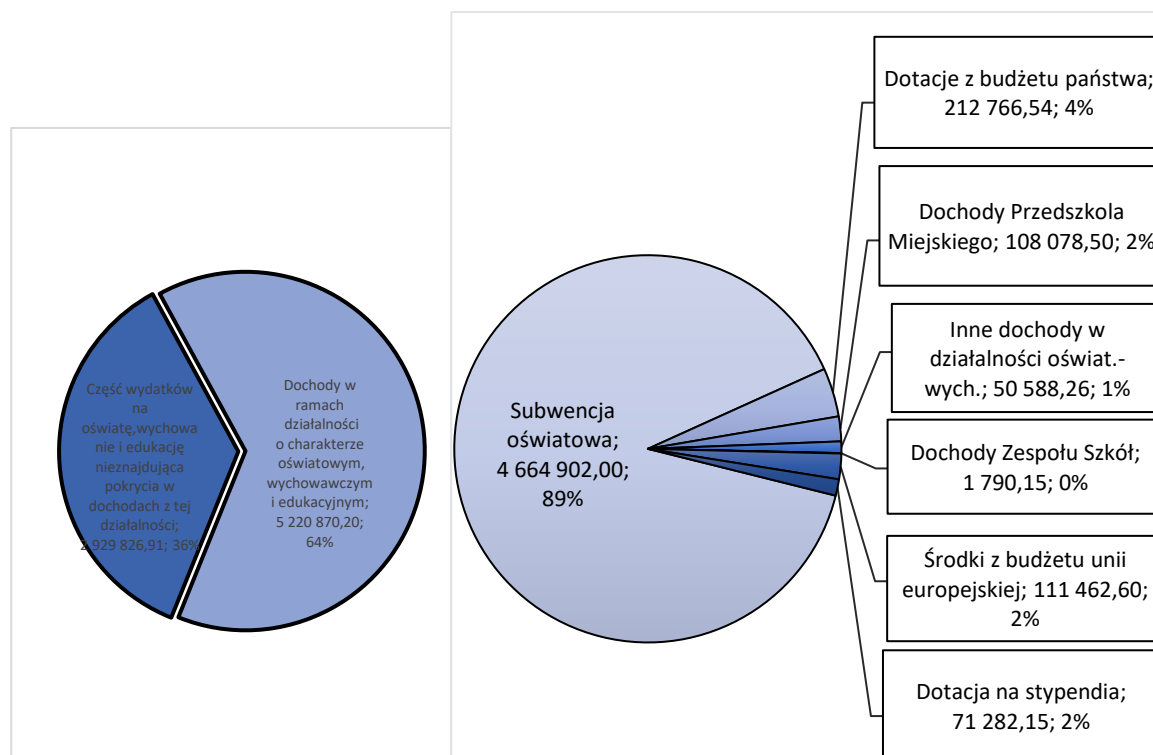 Część wydatków
na
oświatę,wychowa
nie i edukację
nieznajdująca
pokrycia w
dochodach z tej
działalności;
2 929 826,91; 36%
Dochody w
ramach
działalności
o charakterze
oświatowym,
wychowawczym
i edukacyjnym;
5 220 870,20;
64%
Subwencja
oświatowa;
4 664 902,00;
89%
Dotacje z budżetu państwa;
212 766,54; 4%
Dochody Przedszkola
Miejskiego; 108 078,50; 2%
Inne dochody w
działalności oświat.-
wych.; 50 588,26; 1%
Dochody Zespołu Szkół;
1 790,15; 0%
Środki z budżetu unii
europejskiej; 111 462,60;
2%
Dotacja na stypendia;
71 282,15; 2%